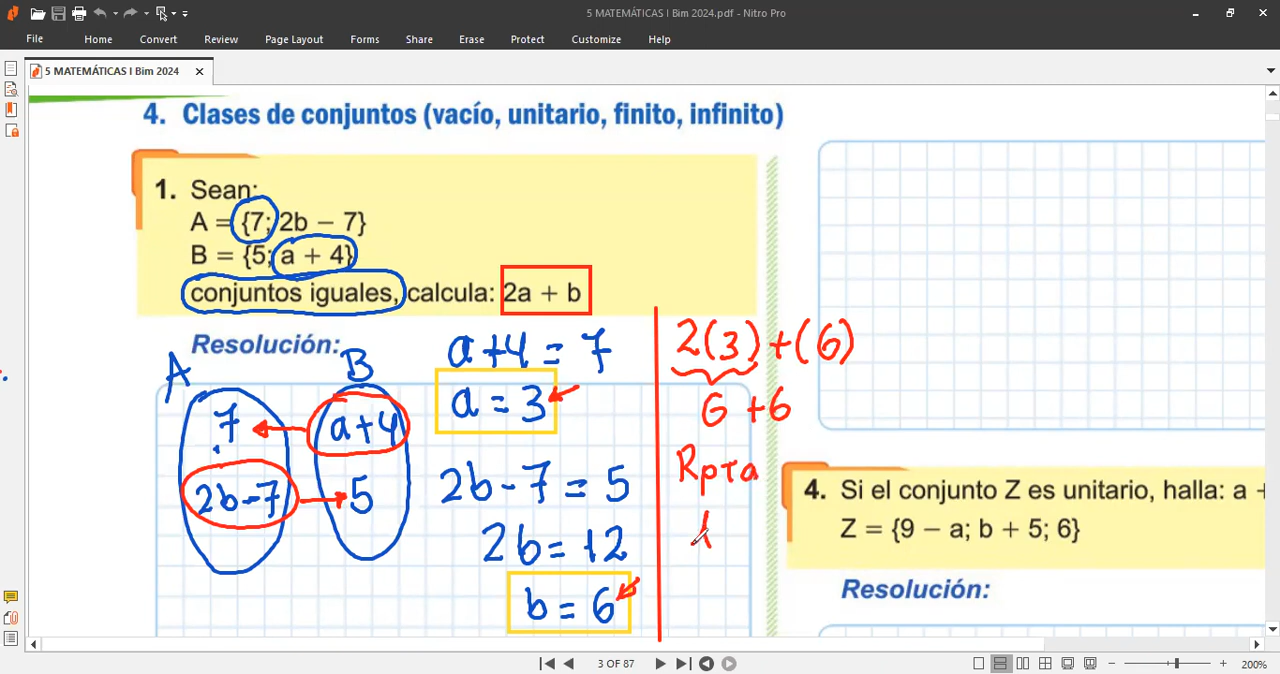 5 MATEMÁTICAS I Bim 2024.pdf - Nitro Pro
File Home Convert Review Page Layout Forms Share Erase Protect Customize Help
5 MATEMÁTICAS I Bim 2024
4. Clases de conjuntos (vacío, unitario, finito, infinito)
1. Sean:
A = {7; 2b − 7}
B = {5; a + 4}
conjuntos iguales, calcula: 2a + b
Resolución:
A
B
7
a+4
2b-7
5
a+4 = 7
a = 3
2b-7 = 5
2b = 12
b = 6
2(3)+(6)
6 +6
Rpta
4. Si el conjunto Z es unitario, halla: a +
Z = {9 − a; b + 5; 6}
Resolución:
3 OF 87
200%